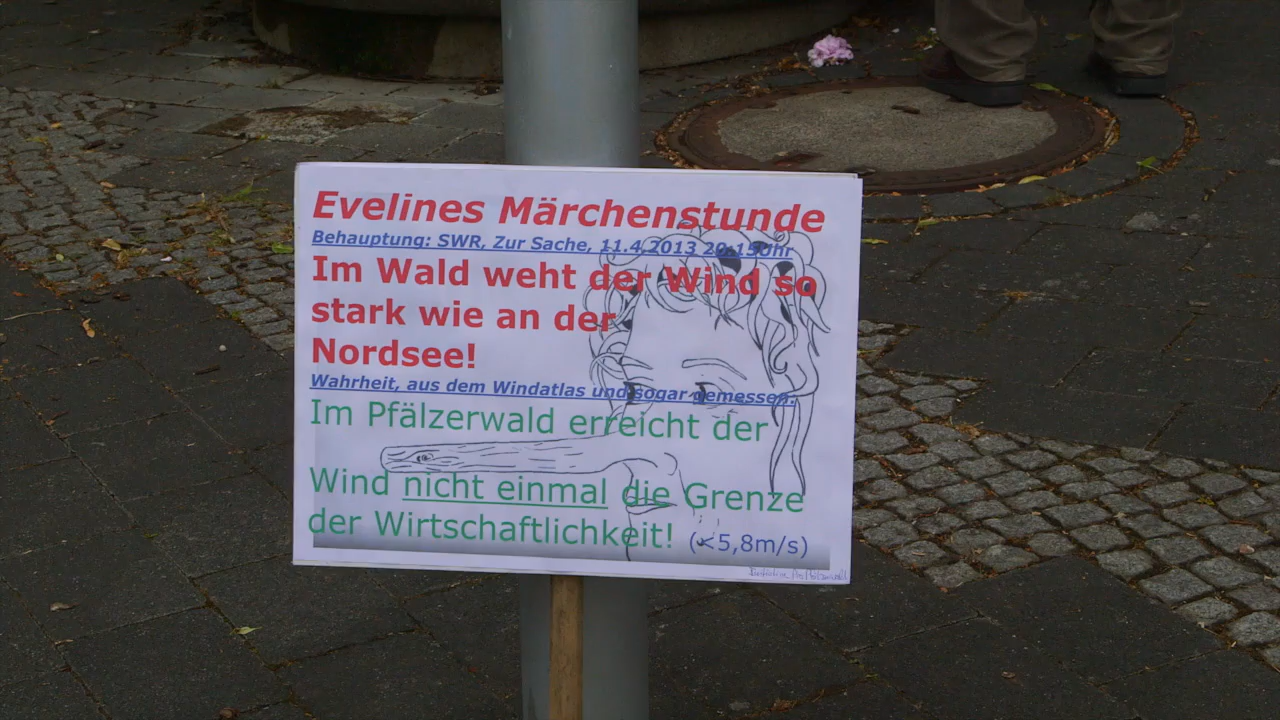 Evelines Märchenstunde
Behauptung: SWR, Zur Sache, 11.4.2013 20:15Uhr
Im Wald weht der Wind so
stark wie an der
Nordsee!
Wahrheit, aus dem Windatlas und sogar gemessen:
Im Pfälzerwald erreicht der
Wind nicht einmal die Grenze
der Wirtschaftlichkeit! (<5,8m/s)